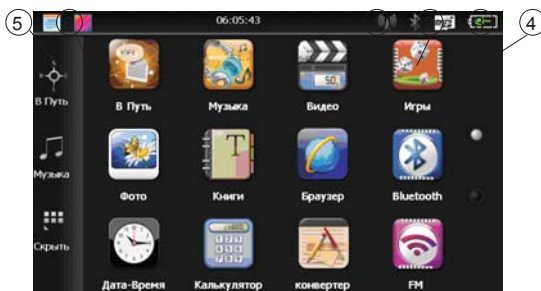 5
06:05:43
4
В Путь
Музыка
Скрыть
В Путь
Музыка
Видео
Игры
Фото
Книги
Браузер
Bluetooth
Дата-Время
Калькулятор
конвертер
FM